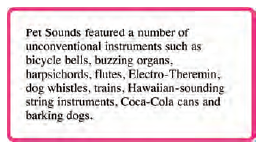 Pet Sounds featured a number of
unconventional instruments such as
bicycle bells, buzzing organs,
harpsichords, flutes, Electro-Theremin,
dog whistles, trains, Hawaiian-sounding
string instruments, Coca-Cola cans and
barking dogs.